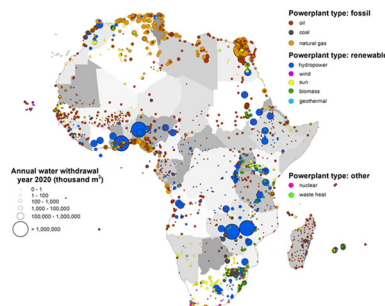 Powerplant type: fossil
oil
coal
natural gas
Powerplant type: renewable
hydropower
wind
sun
biomass
geothermal
Annual water withdrawal
year 2020 (thousand m³)
0 - 1
1 - 100
100 - 1,000
1,000 - 100,000
100,000 - 1,000,000
> 1,000,000
Powerplant type: other
nuclear
waste heat